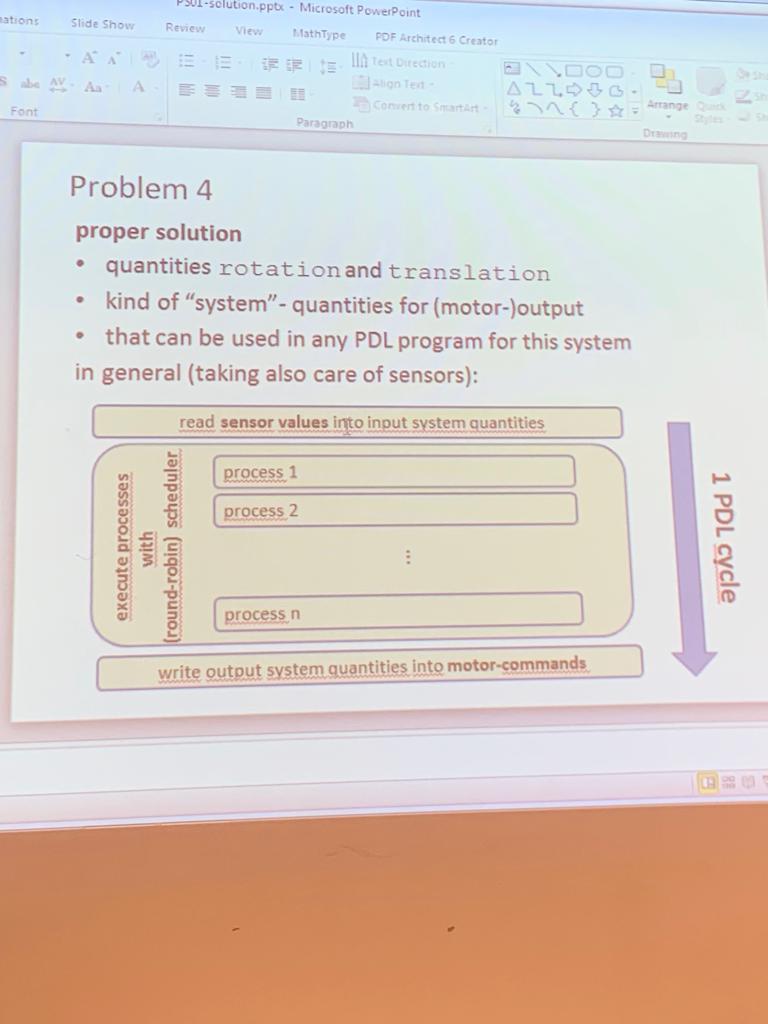 PS01-solution.pptx - Microsoft PowerPoint
Slide Show Review View MathType PDF Architect 6 Creator
Text Direction
Align Text
Convert to SmartArt
abc AV Aa A
Arrange Quick Styles
Font Paragraph Drawing
Problem 4
proper solution
• quantities rotation and translation
• kind of “system”- quantities for (motor-)output
• that can be used in any PDL program for this system
in general (taking also care of sensors):
read sensor values into input system quantities
execute processes
with
(round-robin) scheduler
process 1
process 2
...
process n
write output system quantities into motor-commands
1 PDL cycle